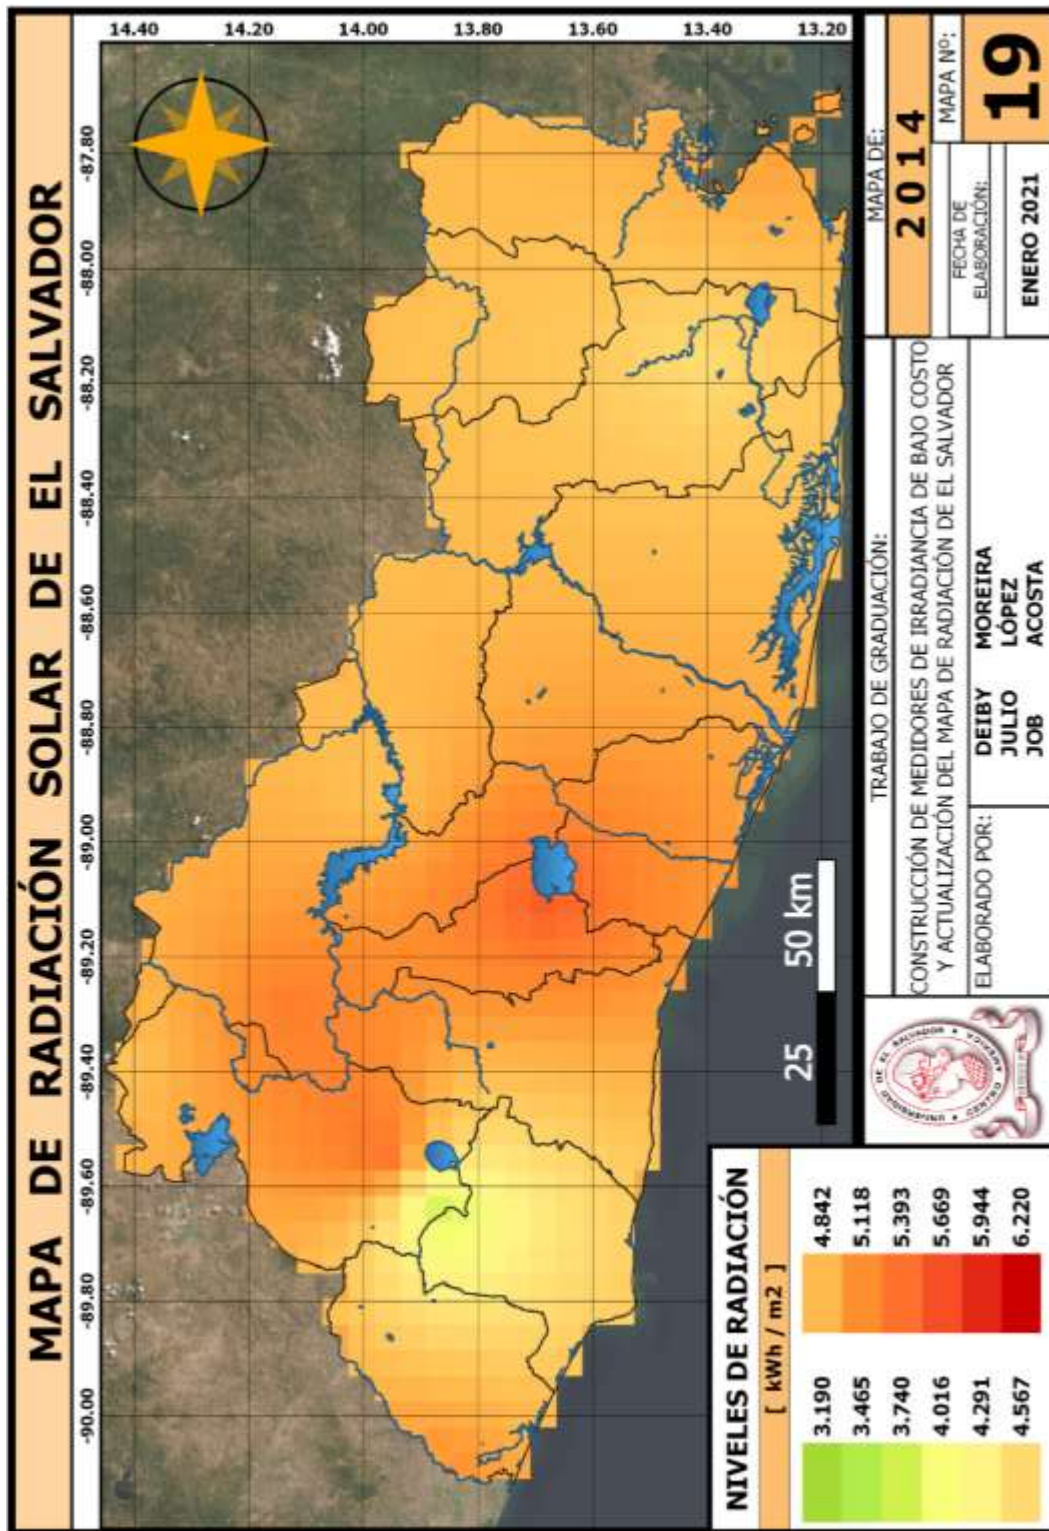 MAPA DE RADIACIÓN SOLAR DE EL SALVADOR
-90.00 -89.80 -89.60 -89.40 -89.20 -89.00 -88.80 -88.60 -88.40 -88.20 -88.00 -87.80
14.40
14.20
14.00
13.80
13.60
13.40
13.20
25 50 km
NIVELES DE RADIACIÓN
[ kWh / m2 ]
3.190 4.842
3.465 5.118
3.740 5.393
4.016 5.669
4.291 5.944
4.567 6.220
UNIVERSIDAD DE EL SALVADOR
CENTRO AMERICA
TRABAJO DE GRADUACIÓN:
CONSTRUCCIÓN DE MEDIDORES DE IRRADIANCIA DE BAJO COSTO
Y ACTUALIZACIÓN DEL MAPA DE RADIACIÓN DE EL SALVADOR
ELABORADO POR:
DEIBY MOREIRA
JULIO LÓPEZ
JOB ACOSTA
MAPA DE:
2014
FECHA DE
ELABORACIÓN:
ENERO 2021
MAPA Nº:
19